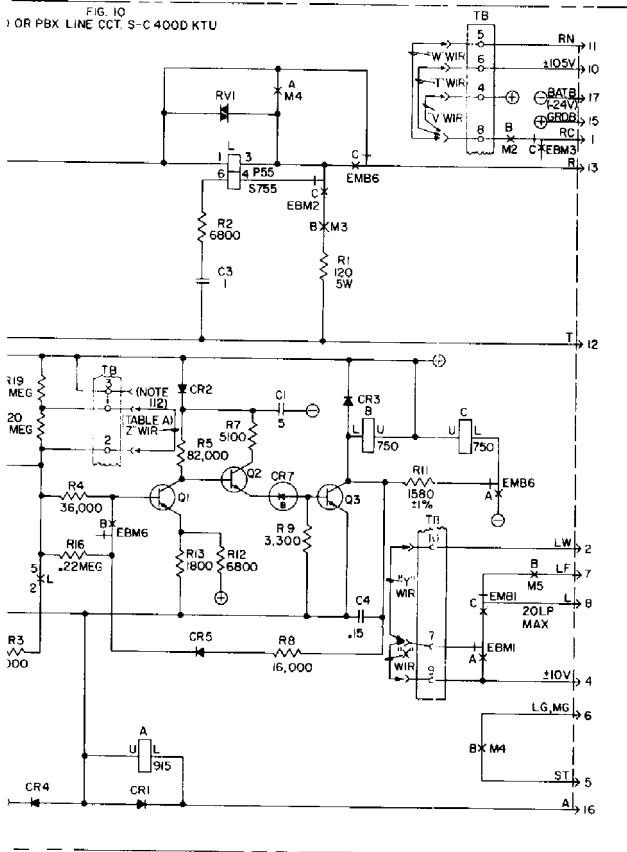 FIG. 10
) OR PBX LINE CCT. S-C 400D KTU
TB
5
RN
11
"W" WIR
6
±105V
10
"T" WIR
4
BATB
(-24V)
17
"V" WIR
GRDB
15
8
B
M2
C
EBM3
RC
1
R
13
RV1
A
M4
L
1
3
6
4
P55
S755
C
EMB6
C
EBM2
B
M3
R2
6800
C3
1
R1
120
5W
T
12
R19
MEG
20
MEG
TB
3
1
2
(NOTE
112)
(TABLE A)
"Z" WIR
CR2
C1
5
R7
5100
R5
82,000
CR3
B
L
U
750
C
U
L
750
Q1
Q2
CR7
Q3
R4
36,000
B
EBM6
R16
.22MEG
5
2
L
R9
3,300
R11
1580
±1%
EMB6
A
R13
1800
R12
6800
TB
10
LW
2
"Y"
WIR
B
M5
LF
7
C
EMB1
L
8
20LP
MAX
7
EBM1
A
"X"
WIR
±10V
4
C4
.15
CR5
R8
16,000
R3
000
LG, MG
6
B
M4
ST
5
A
U
L
915
CR4
CR1
A
16